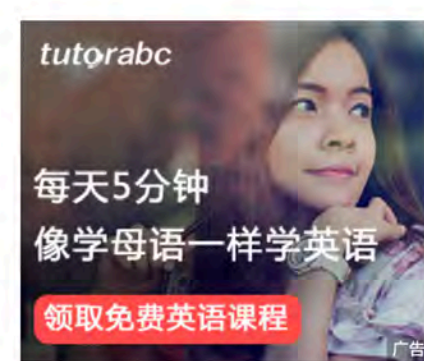 tutorabc
每天5分钟
像学母语一样学英语
领取免费英语课程
广告